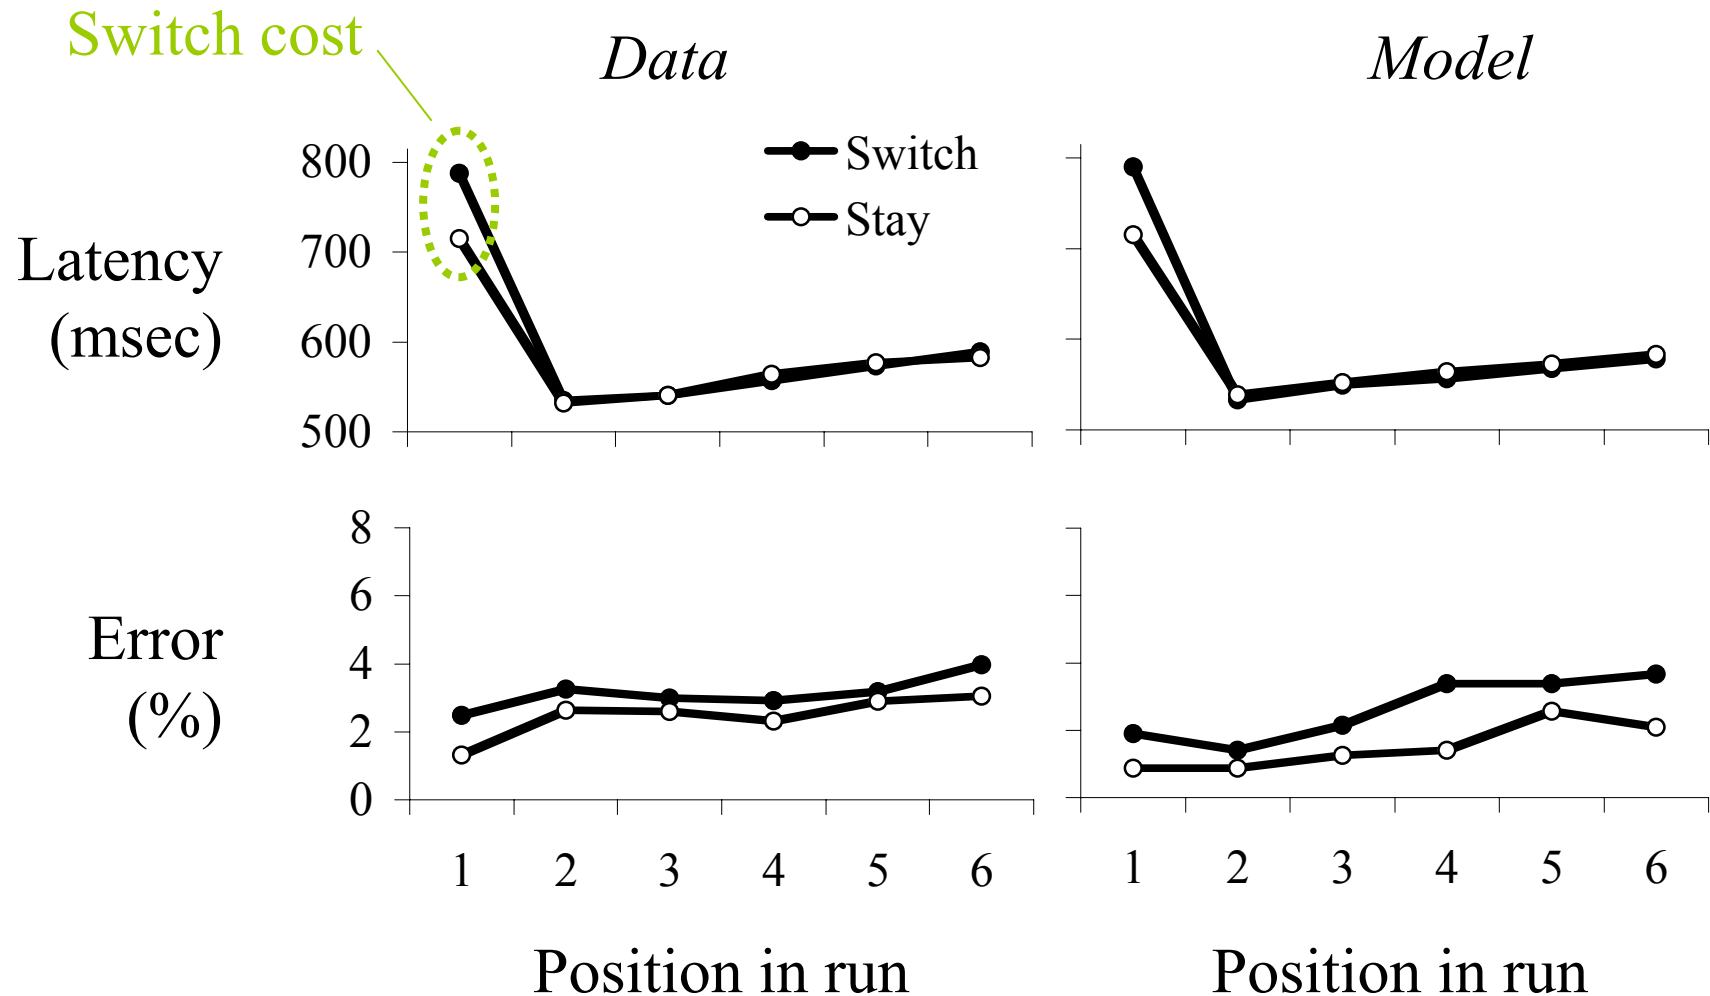 Switch cost
Data
Model
Switch
Stay
Latency
(msec)
800
700
600
500
Error
(%)
8
6
4
2
0
1 2 3 4 5 6
1 2 3 4 5 6
Position in run
Position in run